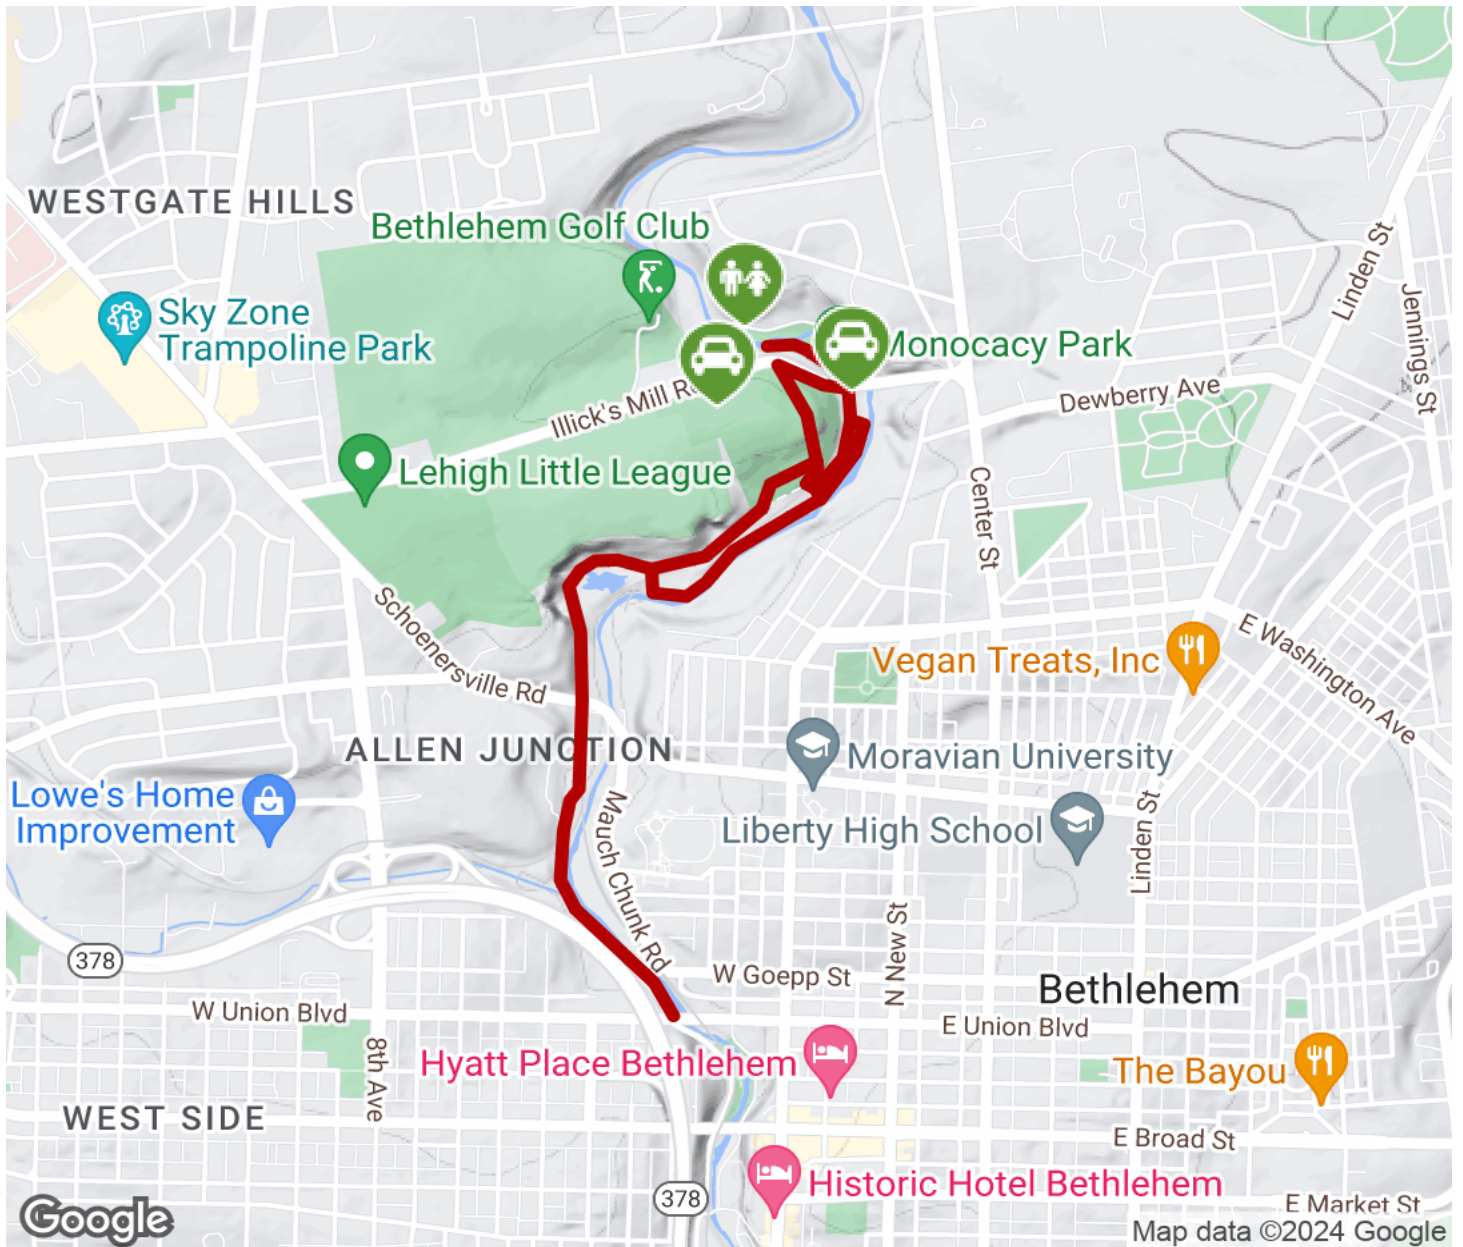 WESTGATE HILLS
Bethlehem Golf Club
Sky Zone
Trampoline Park
Monocacy Park
Linden St
Jennings St
Illick's Mill R
Dewberry Ave
Lehigh Little League
Center St
Schoenersville Rd
E Washington Ave
Vegan Treats, Inc
ALLEN JUNCTION
Moravian University
Lowe's Home
Improvement
Mauch Chunk Rd
Liberty High School
Linden St
378
W Goepp St
N New St
Bethlehem
W Union Blvd
E Union Blvd
8th Ave
Hyatt Place Bethlehem
The Bayou
WEST SIDE
E Broad St
Historic Hotel Bethlehem
378
E Market St
Google
Map data ©2024 Google